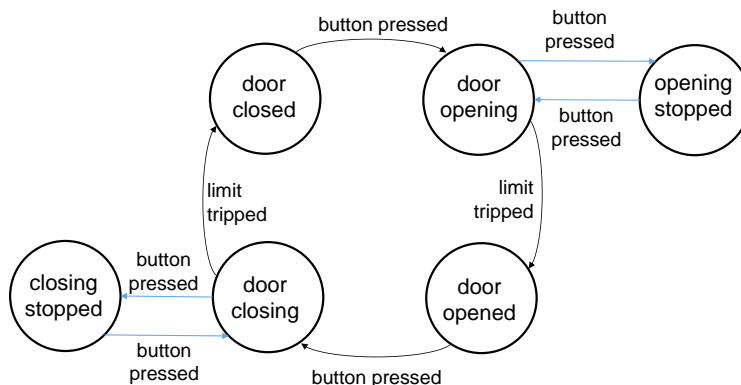 button pressed
button
pressed
door
closed
door
opening
opening
stopped
button
pressed
limit
tripped
limit
tripped
button
pressed
closing
stopped
door
closing
door
opened
button
pressed
button pressed